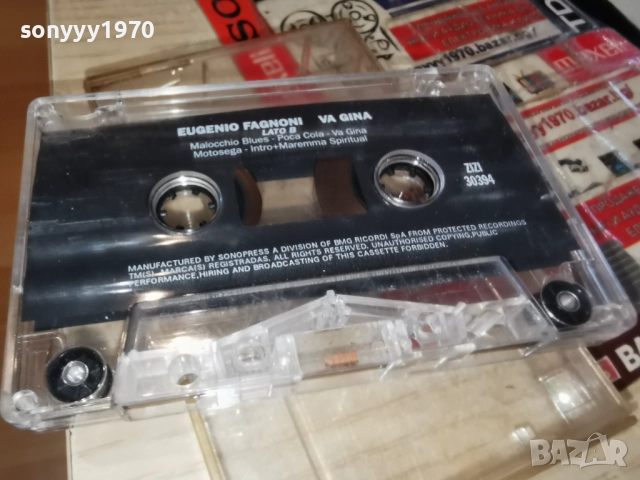 sonyyy1970
EUGENIO FAGNONI VA GINA
LATO B
Malocchio Blues - Poca Cola - Va Gina
Motosega - Intro+Maremma Spiritual
ZIZI
30394
MANUFACTURED BY SONOPRESS A DIVISION OF BMG RICORDI SpA FROM PROTECTED RECORDINGS
TM(S). MARCA(S) REGISTRADAS. ALL RIGHTS RESERVED. UNAUTHORISED COPYING,PUBLIC
PERFORMANCE,HIRING AND BROADCASTING OF THIS CASSETTE FORBIDDEN.
maxell
TD
BAZAR